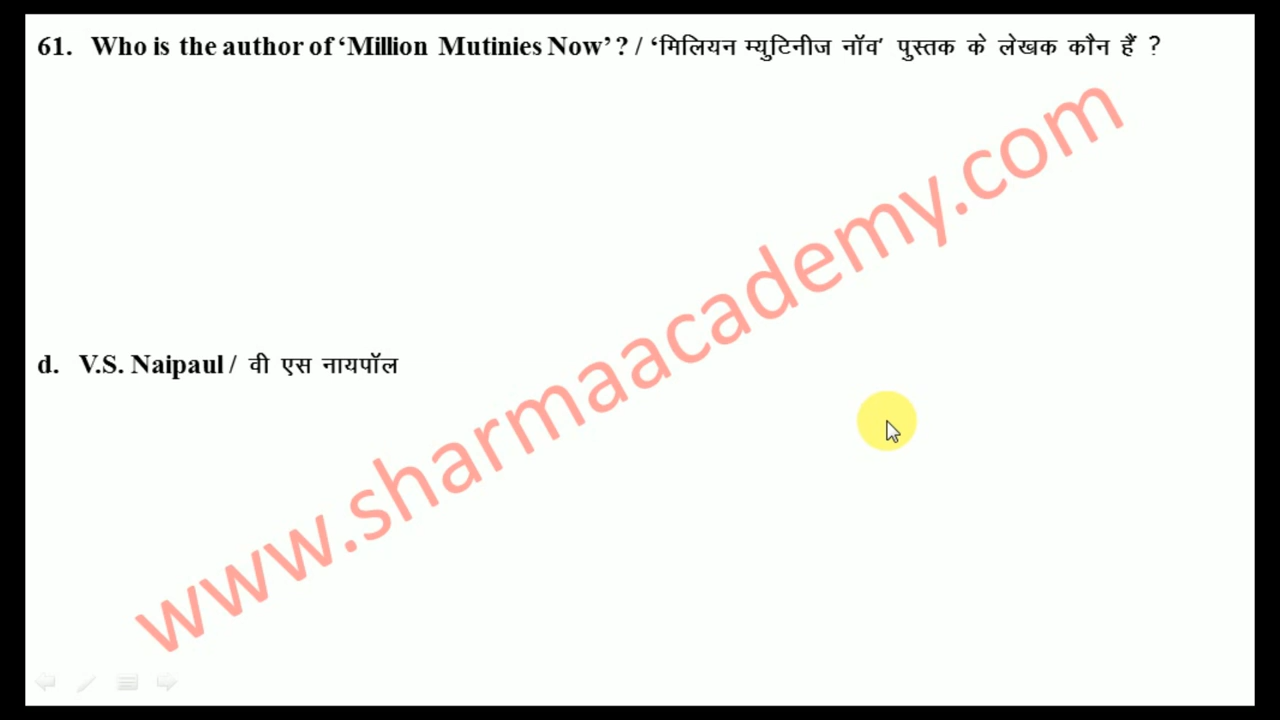 61. Who is the author of ‘Million Mutinies Now’ ? / ‘मिलियन म्युटिनीज नॉव’ पुस्तक के लेखक कौन हैं ?
d. V.S. Naipaul / वी एस नायपॉल
www.sharmaacademy.com